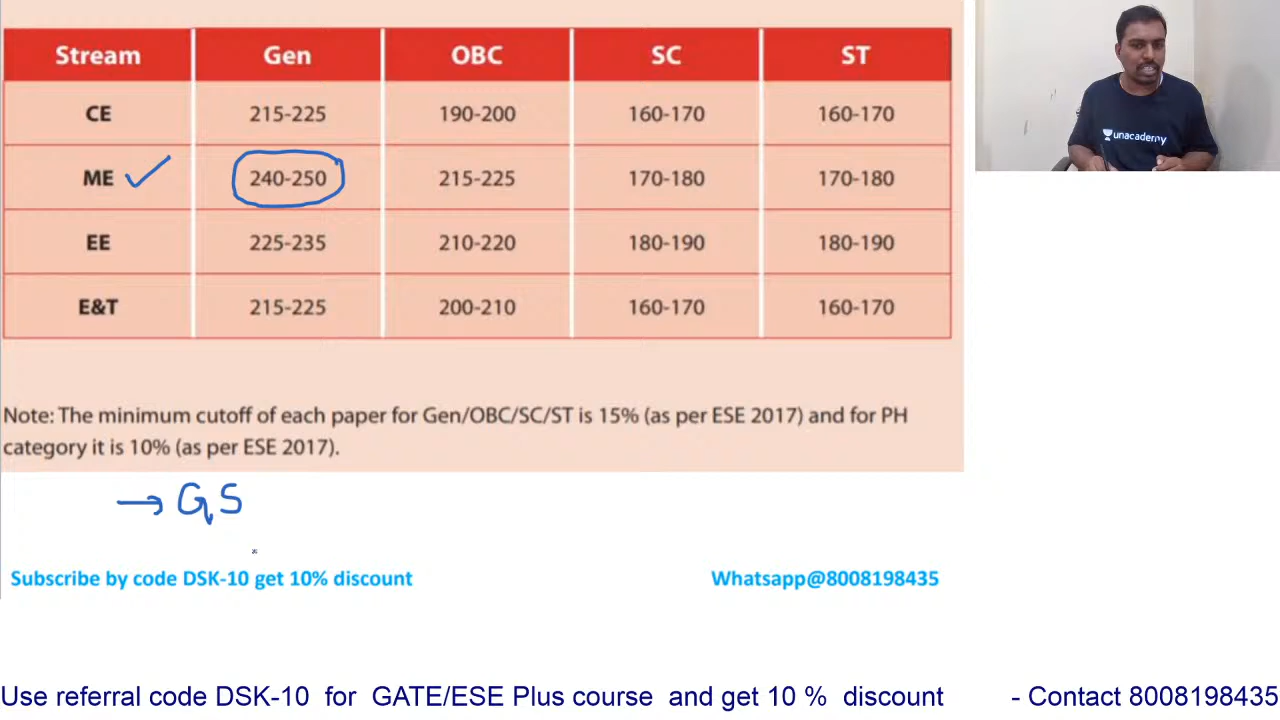 Stream Gen OBC SC ST
CE 215-225 190-200 160-170 160-170
ME 240-250 215-225 170-180 170-180
EE 225-235 210-220 180-190 180-190
E&T 215-225 200-210 160-170 160-170
unacademy
Note: The minimum cutoff of each paper for Gen/OBC/SC/ST is 15% (as per ESE 2017) and for PH
category it is 10% (as per ESE 2017).
→ GS
Subscribe by code DSK-10 get 10% discount Whatsapp@8008198435
Use referral code DSK-10 for GATE/ESE Plus course and get 10 % discount - Contact 8008198435